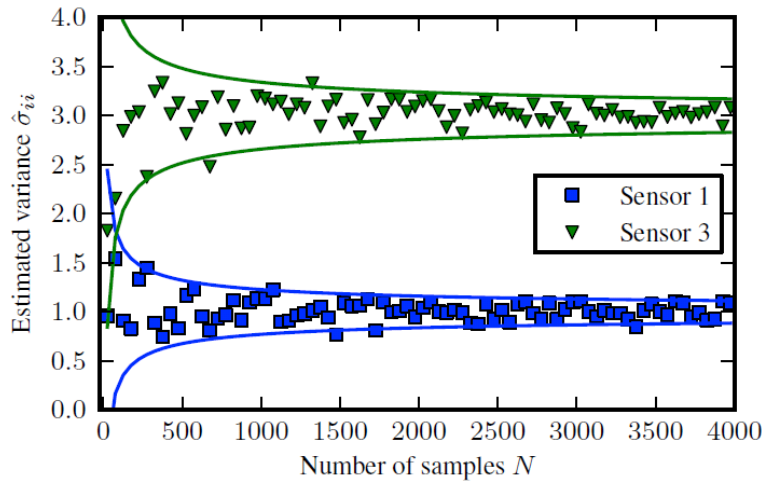 4.0
3.5
3.0
2.5
2.0
1.5
1.0
0.5
0.0
Estimated variance σ̂ᵢᵢ
Sensor 1
Sensor 3
0 500 1000 1500 2000 2500 3000 3500 4000
Number of samples N